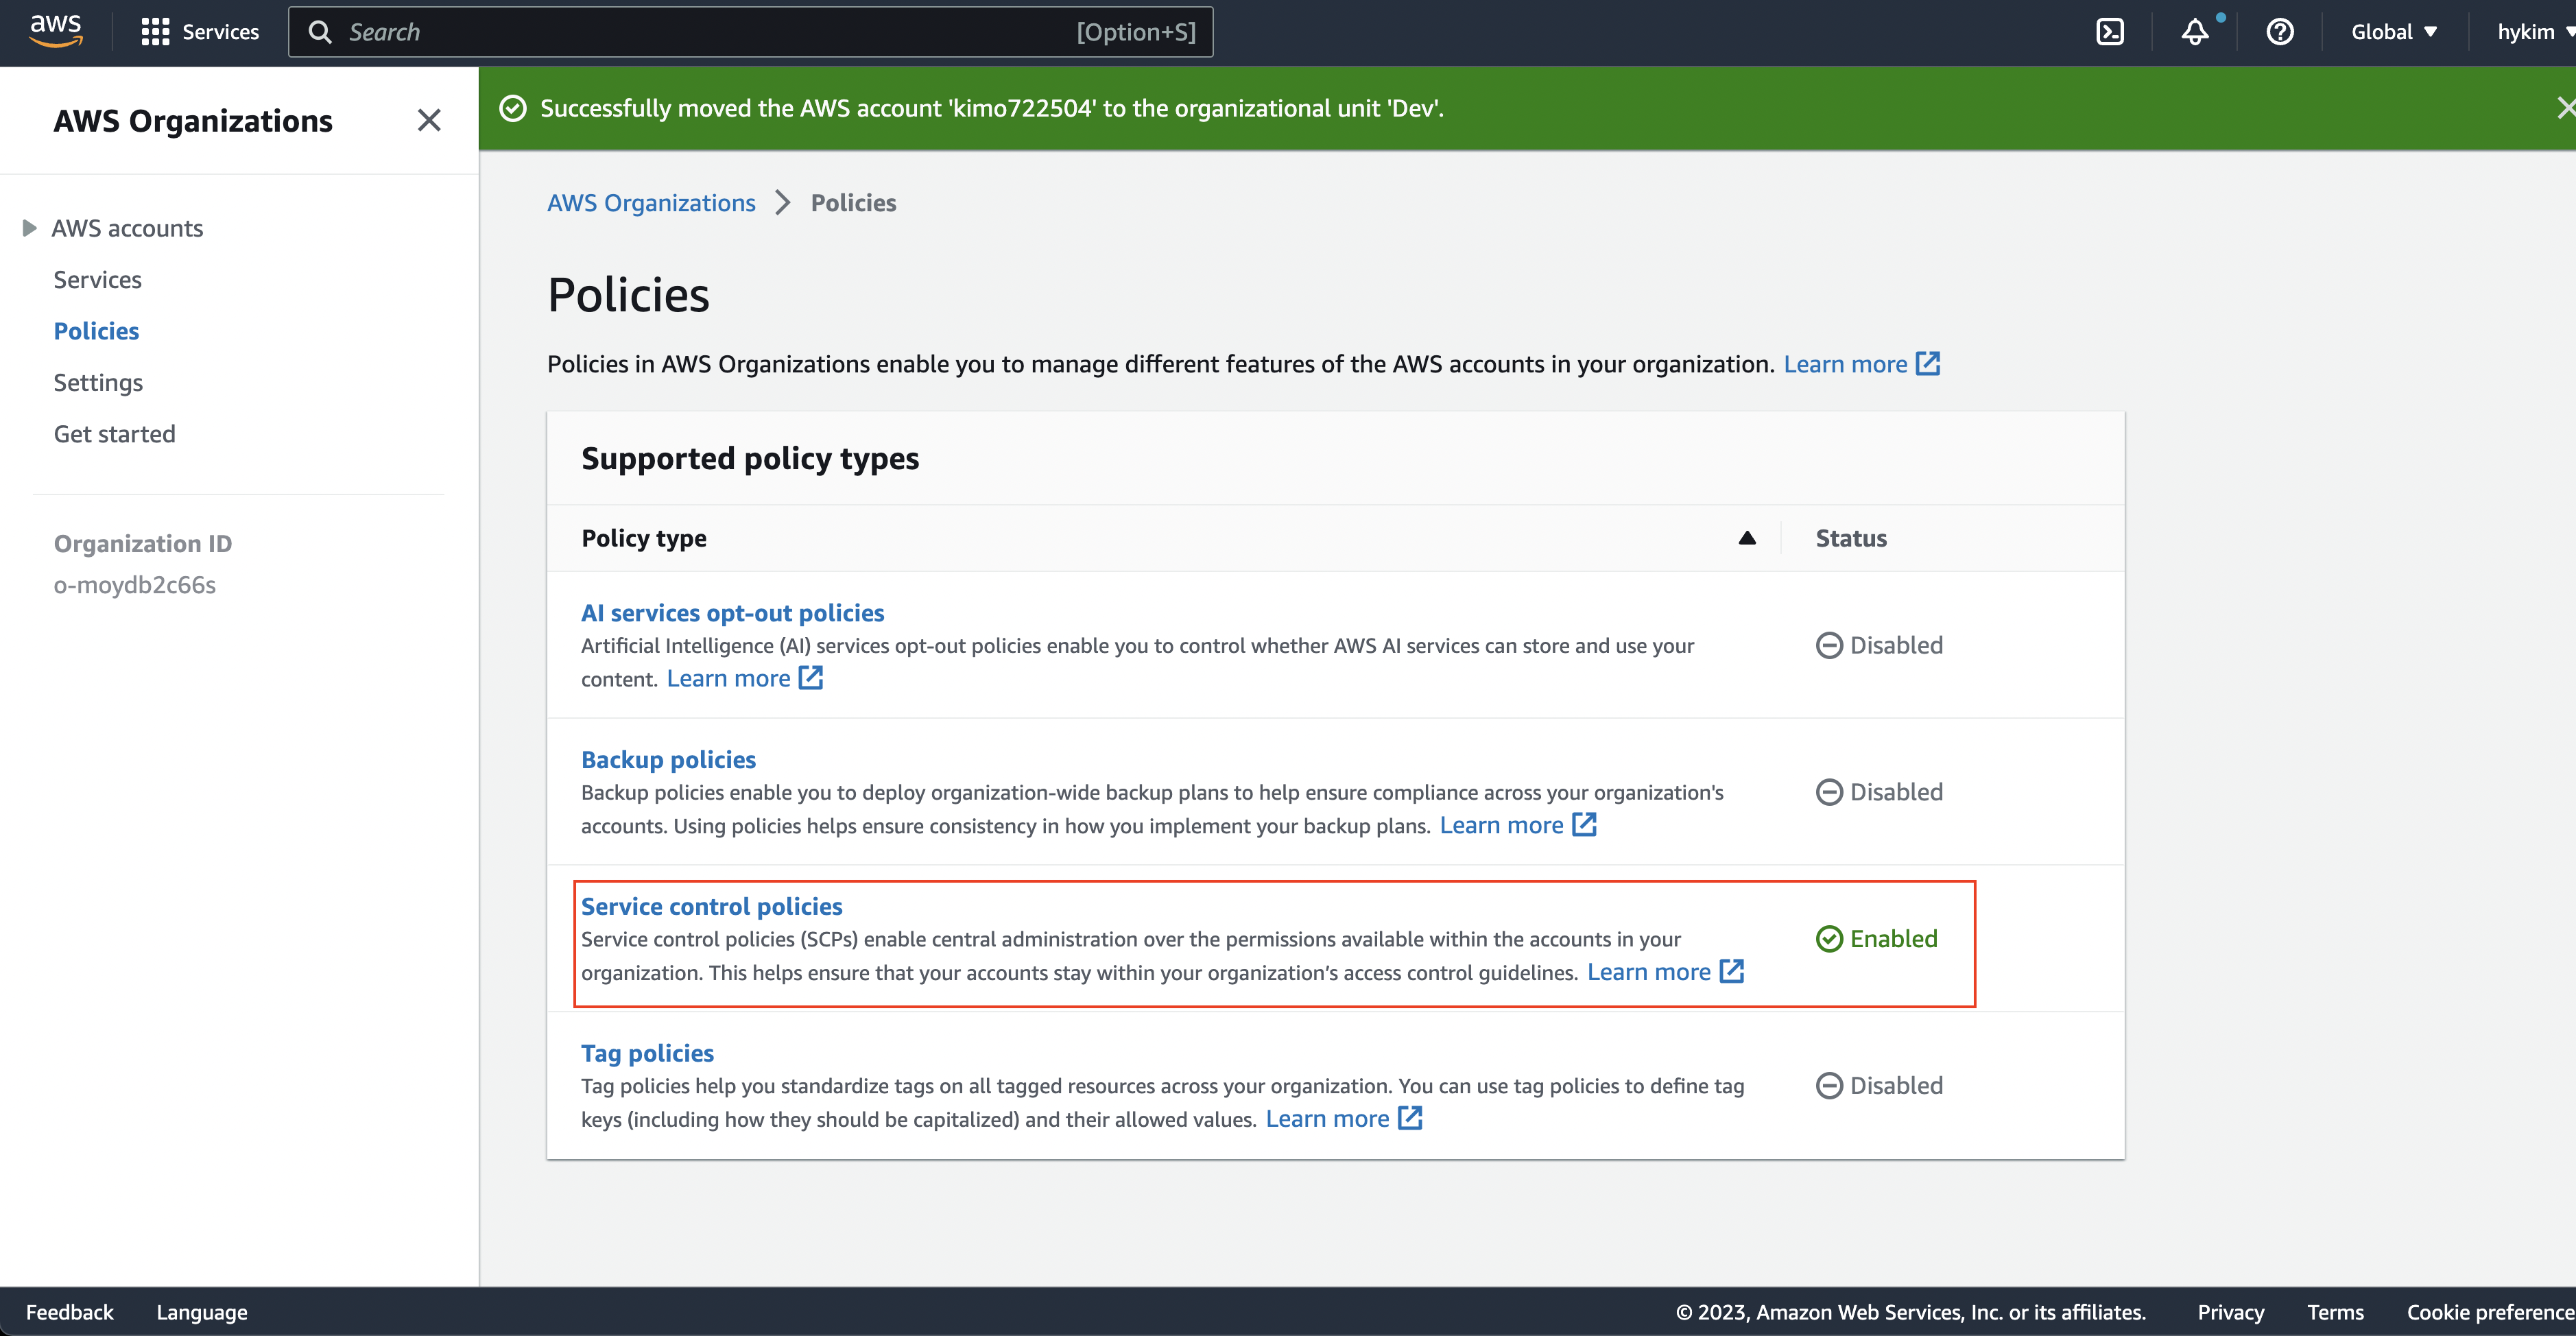 aws
Services
Search
[Option+S]
Global
hykim
AWS Organizations
Successfully moved the AWS account 'kimo722504' to the organizational unit 'Dev'.
AWS accounts
Services
Policies
Settings
Get started
Organization ID
o-moydb2c66s
AWS Organizations
Policies
Policies
Policies in AWS Organizations enable you to manage different features of the AWS accounts in your organization. Learn more
Supported policy types
Policy type
Status
AI services opt-out policies
Artificial Intelligence (AI) services opt-out policies enable you to control whether AWS AI services can store and use your
content. Learn more
Disabled
Backup policies
Backup policies enable you to deploy organization-wide backup plans to help ensure compliance across your organization's
accounts. Using policies helps ensure consistency in how you implement your backup plans. Learn more
Disabled
Service control policies
Service control policies (SCPs) enable central administration over the permissions available within the accounts in your
organization. This helps ensure that your accounts stay within your organization’s access control guidelines. Learn more
Enabled
Tag policies
Tag policies help you standardize tags on all tagged resources across your organization. You can use tag policies to define tag
keys (including how they should be capitalized) and their allowed values. Learn more
Disabled
Feedback
Language
© 2023, Amazon Web Services, Inc. or its affiliates.
Privacy
Terms
Cookie preference